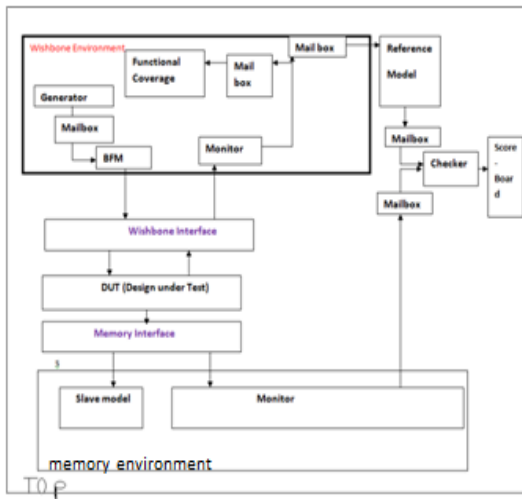 Wishbone Environment
Functional
Coverage
Mail
box
Mail box
Reference
Model
Generator
Mailbox
BFM
Monitor
Mailbox
Checker
Mailbox
Score
-
Boar
d
Wishbone Interface
DUT (Design under Test)
Memory Interface
s
Slave model
Monitor
memory environment
TOP